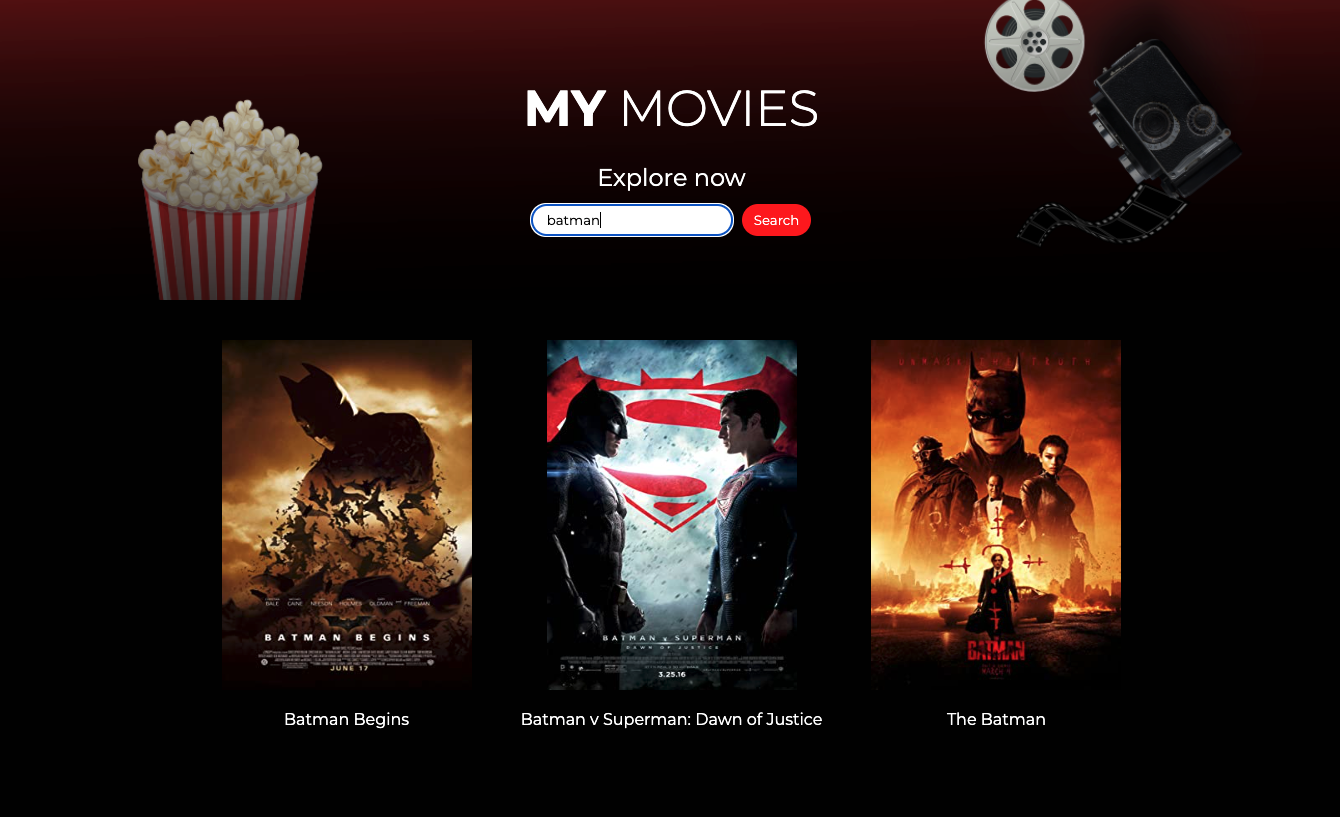 MY MOVIES
Explore now
batman
Search
UNMASK THE TRUTH
BALE CAINE NEESON HOLMES OLDMAN FREEMAN
BATMAN BEGINS
JUNE 17
BATMAN v SUPERMAN
DAWN OF JUSTICE
3.25.16
THE BATMAN
MARCH 4
Batman Begins
Batman v Superman: Dawn of Justice
The Batman